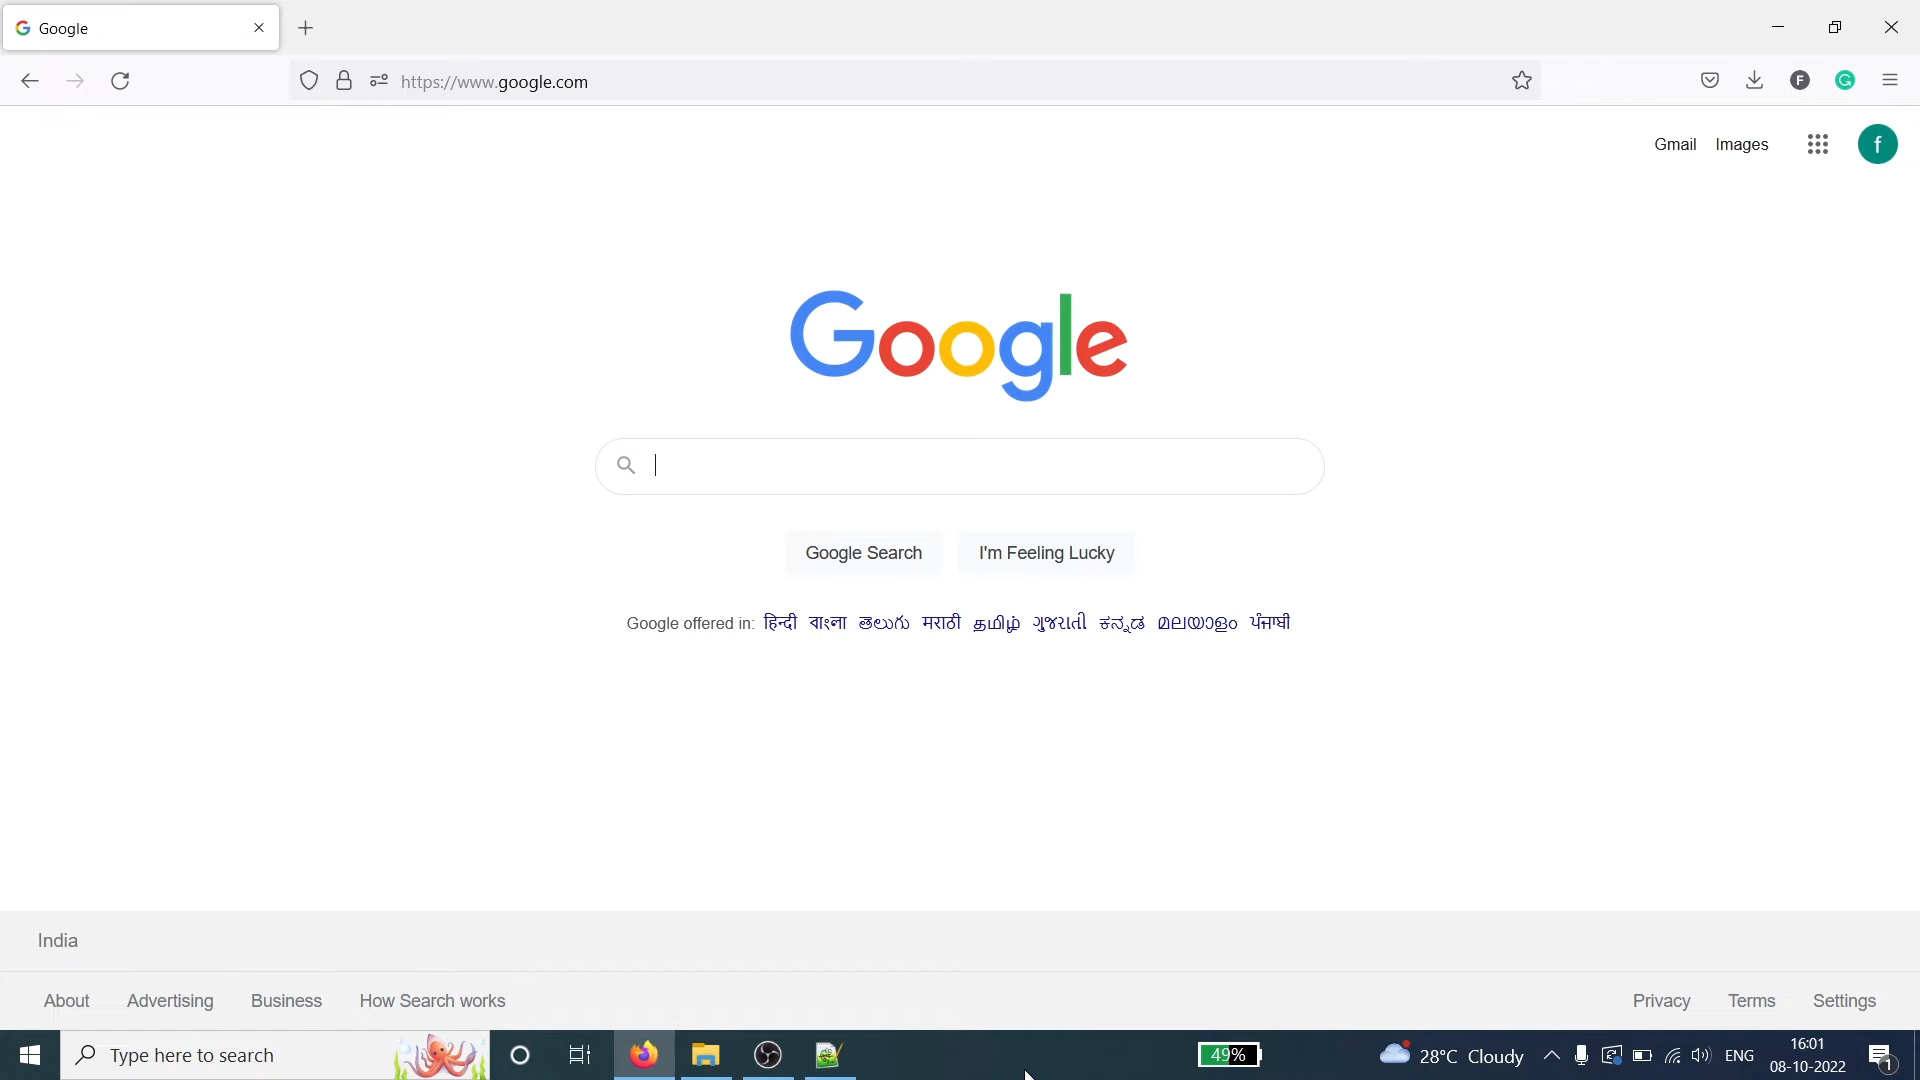 Google
https://www.google.com
F
Gmail Images f
Google
Google Search I'm Feeling Lucky
Google offered in: हिन्दी বাংলা తెలుగు मराठी தமிழ் ગુજરાતી ಕನ್ನಡ മലയാളം ਪੰਜਾਬੀ
India
About Advertising Business How Search works Privacy Terms Settings
Type here to search 49% 28°C Cloudy ENG 16:01
08-10-2022 1